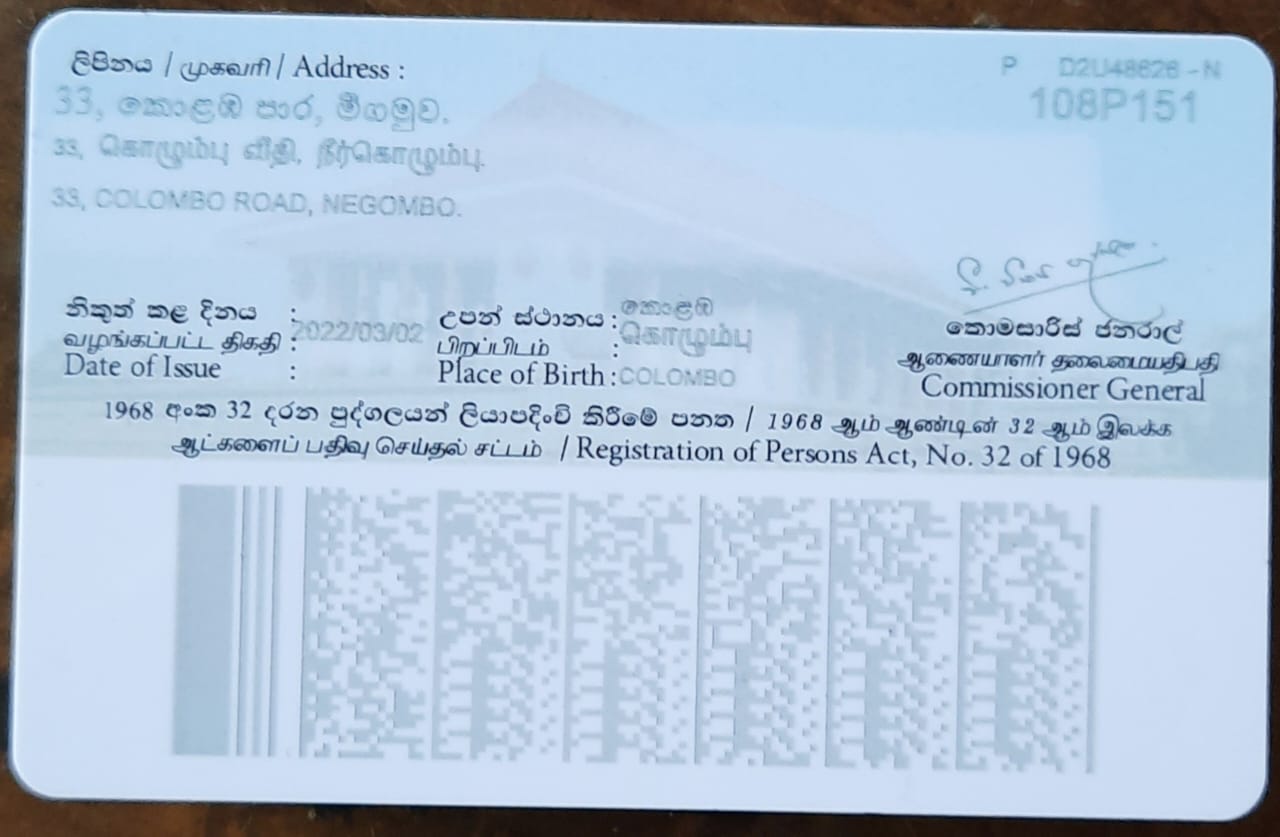 ලිපිනය / முகவரி / Address :
33, කොළඹ පාර, මීගමුව.
33, கொழும்பு வீதி, நீர்கொழும்பு.
33, COLOMBO ROAD, NEGOMBO.
P D2U48626 - N
108P151
නිකුත් කළ දිනය :
வழங்கப்பட்ட திகதி : 2022/03/02
Date of Issue :
උපන් ස්ථානය : කොළඹ
பிறப்பிடம் : கொழும்பு
Place of Birth : COLOMBO
කොමසාරිස් ජනරාල්
ஆணையாளர் தலைமையதிபதி
Commissioner General
1968 අංක 32 දරන පුද්ගලයන් ලියාපදිංචි කිරීමේ පනත / 1968 ஆம் ஆண்டின் 32 ஆம் இலக்க
ஆட்களைப் பதிவு செய்தல் சட்டம் / Registration of Persons Act, No. 32 of 1968